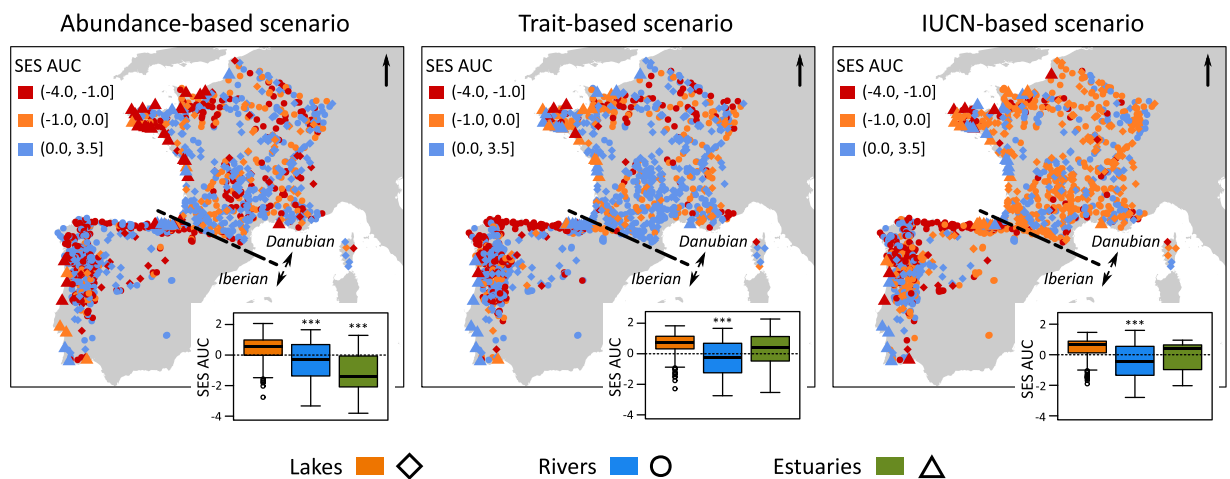 Abundance-based scenario
Trait-based scenario
IUCN-based scenario
SES AUC
(-4.0, -1.0]
(-1.0, 0.0]
(0.0, 3.5]
Danubian
Iberian
SES AUC
2
0
-2
-4
***
***
SES AUC
(-4.0, -1.0]
(-1.0, 0.0]
(0.0, 3.5]
Danubian
Iberian
SES AUC
2
0
-2
-4
***
SES AUC
(-4.0, -1.0]
(-1.0, 0.0]
(0.0, 3.5]
Danubian
Iberian
SES AUC
2
0
-2
-4
***
Lakes
Rivers
Estuaries